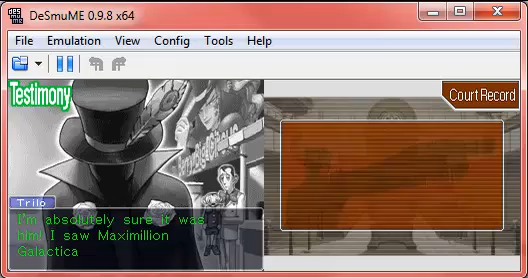 DeSmuME 0.9.8 x64
File Emulation View Config Tools Help
Testimony
Court Record
Trilo
I'm absolutely sure it was
him! I saw Maximillion
Galactica